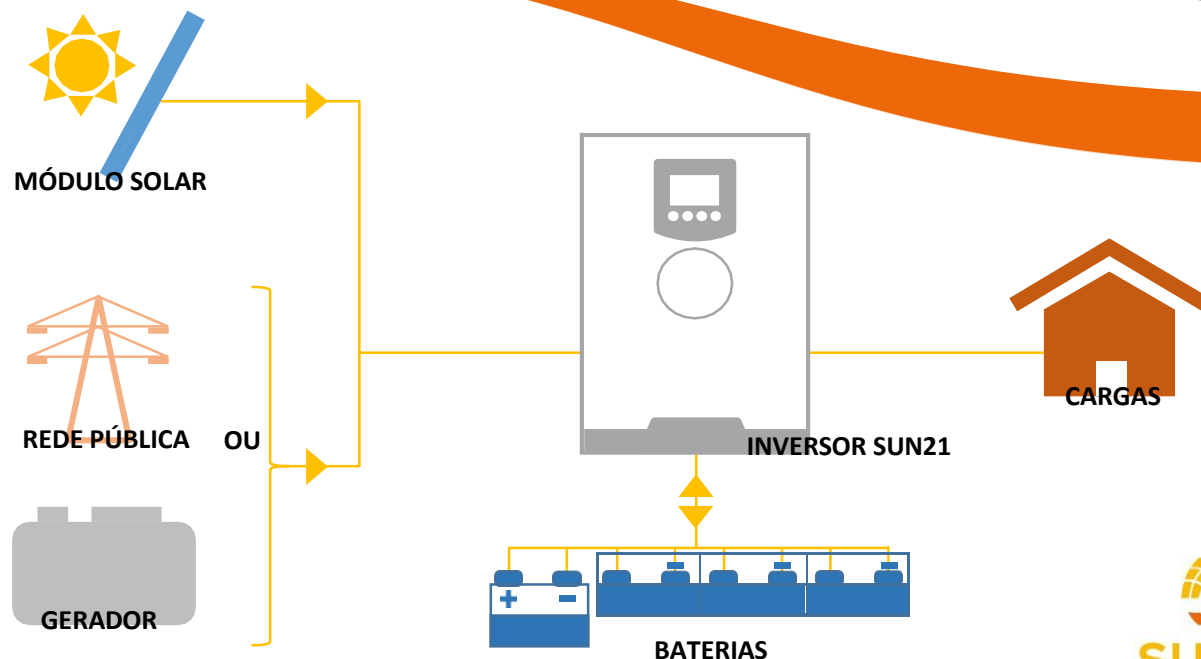 MÓDULO SOLAR
REDE PÚBLICA
OU
GERADOR
INVERSOR SUN21
CARGAS
+ -
BATERIAS